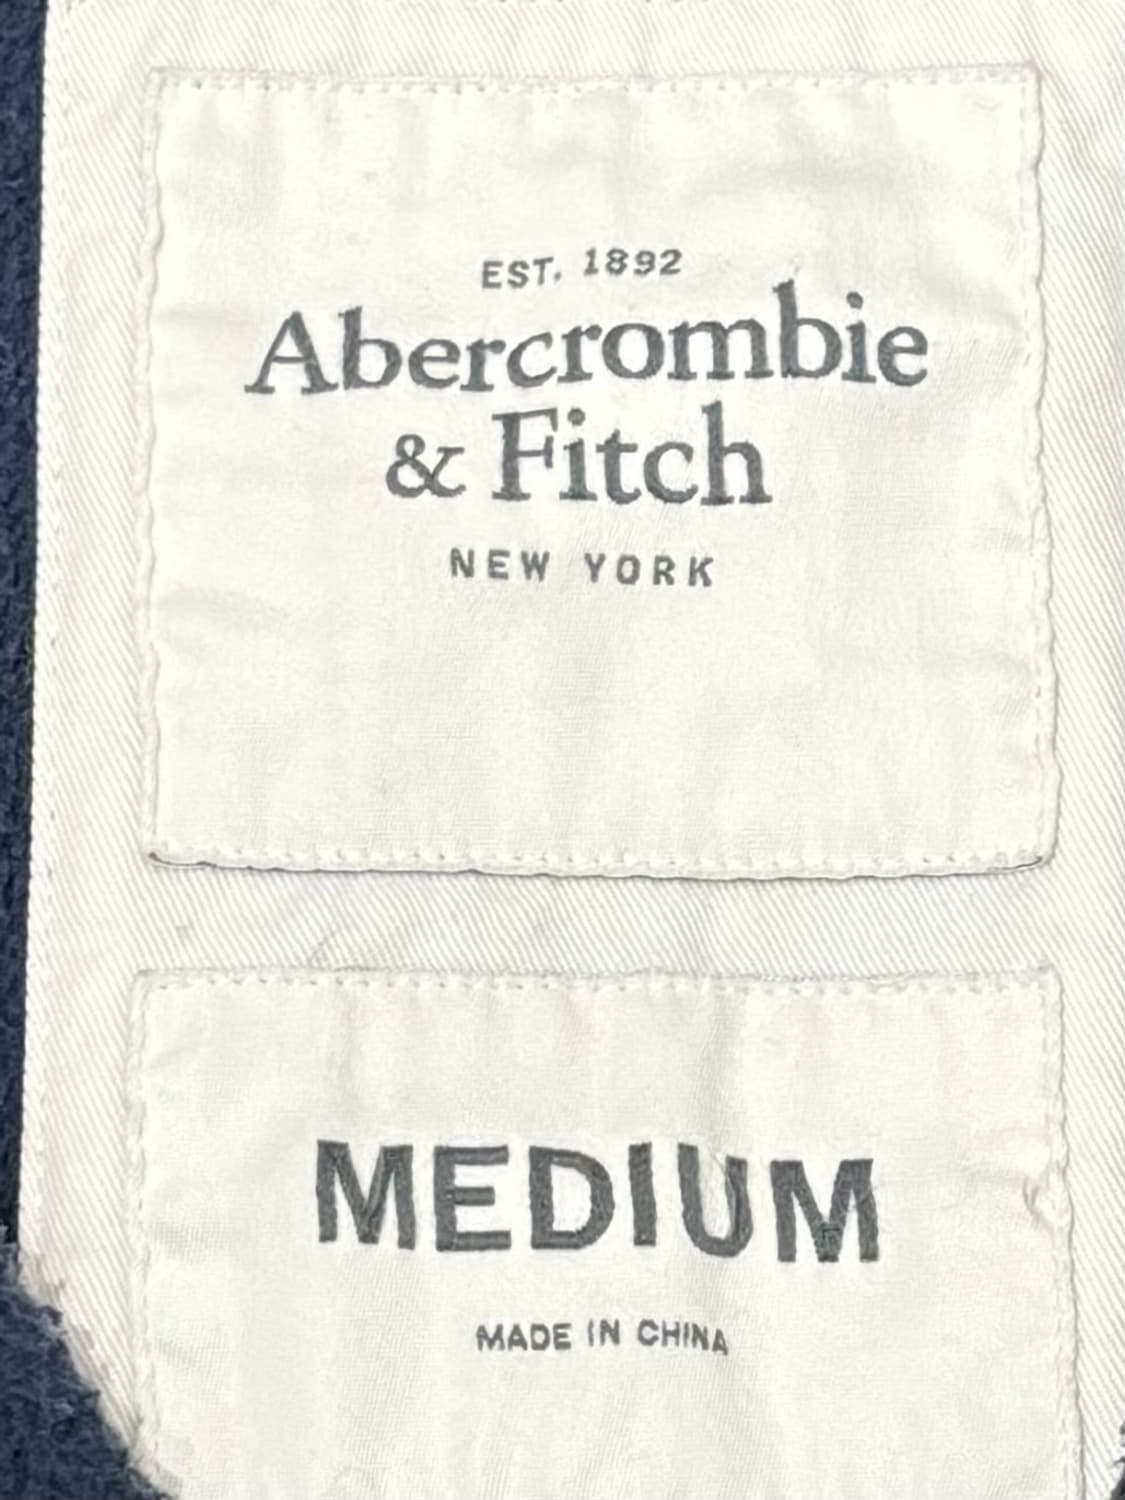 EST. 1892
Abercrombie
& Fitch
NEW YORK
MEDIUM
MADE IN CHINA